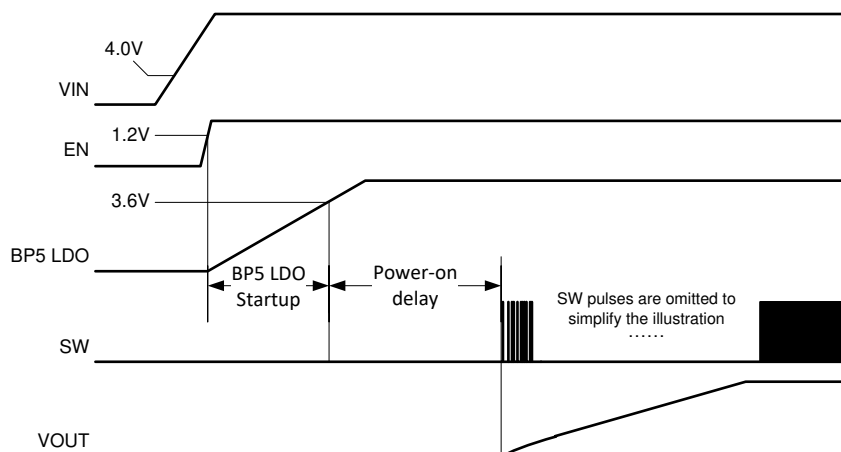 4.0V
VIN
1.2V
EN
3.6V
BP5 LDO
BP5 LDO
Startup
Power-on
delay
SW pulses are omitted to
simplify the illustration
......
SW
VOUT